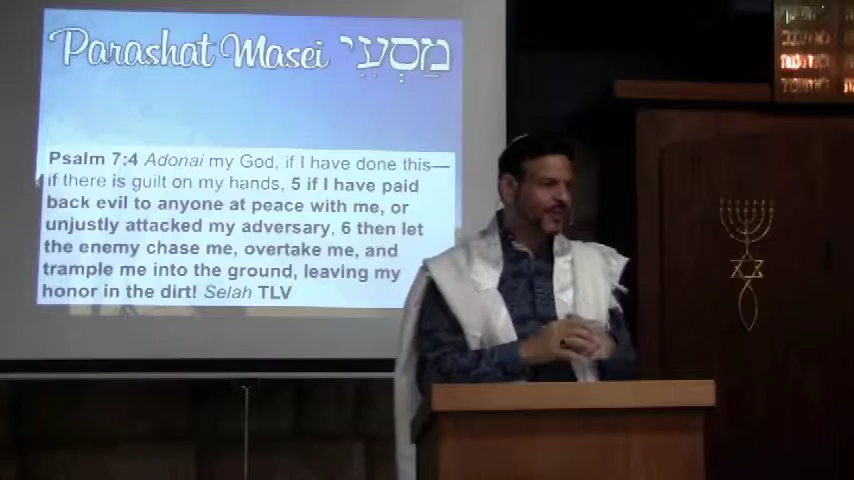 Parashat Masei מַסְעֵי
Psalm 7:4 Adonai my God, if I have done this—
if there is guilt on my hands, 5 if I have paid
back evil to anyone at peace with me, or
unjustly attacked my adversary, 6 then let
the enemy chase me, overtake me, and
trample me into the ground, leaving my
honor in the dirt! Selah TLV